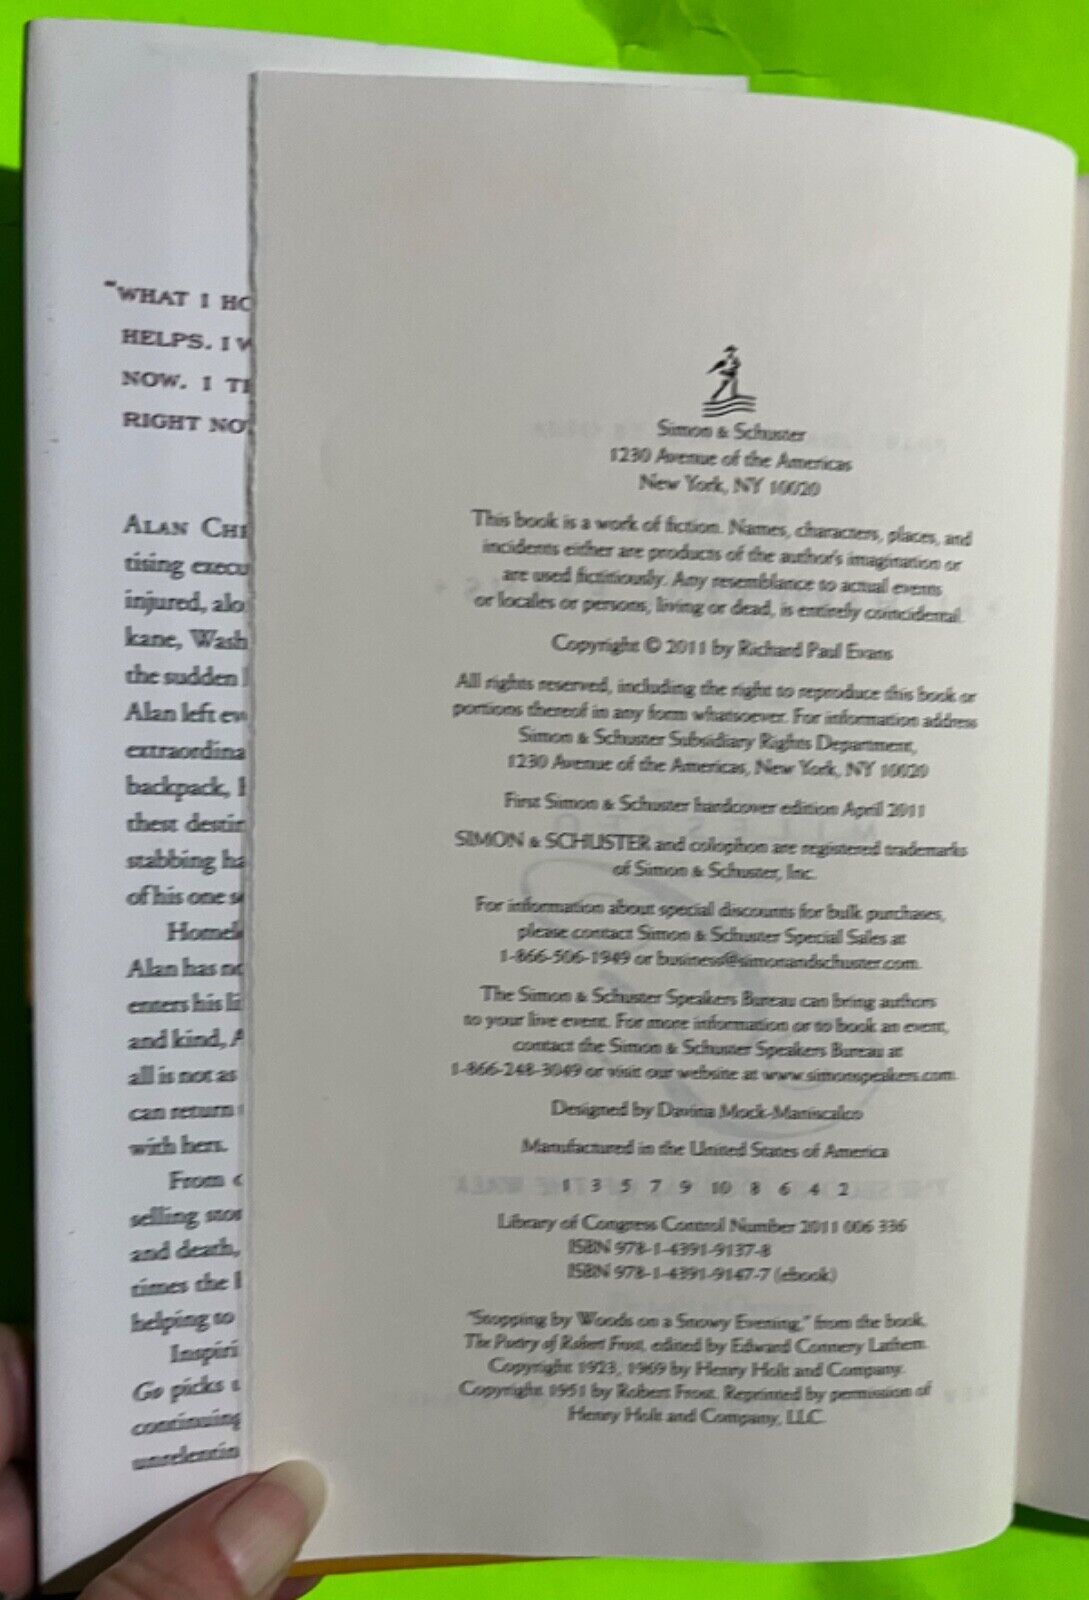 "WHAT I HO
HELPS. I W
NOW. I TH
RIGHT NOW
ALAN CHR
tising execu
injured, alo
kane, Wash
the sudden l
Alan left ev
extraordina
backpack, h
thest destin
stabbing ha
of his one s
Homel
Alan has no
enters his li
and kind, A
all is not as
can return
with hers.
From
selling stor
and death,
times the
helping to
Inspiri
Go picks u
continuing
unrelentin
Simon & Schuster
1230 Avenue of the Americas
New York, NY 10020
This book is a work of fiction. Names, characters, places, and
incidents either are products of the author's imagination or
are used fictitiously. Any resemblance to actual events
or locales or persons, living or dead, is entirely coincidental.
Copyright © 2011 by Richard Paul Evans
All rights reserved, including the right to reproduce this book or
portions thereof in any form whatsoever. For information address
Simon & Schuster Subsidiary Rights Department,
1230 Avenue of the Americas, New York, NY 10020
First Simon & Schuster hardcover edition April 2011
SIMON & SCHUSTER and colophon are registered trademarks
of Simon & Schuster, Inc.
For information about special discounts for bulk purchases,
please contact Simon & Schuster Special Sales at
1-866-506-1949 or business@simonandschuster.com.
The Simon & Schuster Speakers Bureau can bring authors
to your live event. For more information or to book an event,
contact the Simon & Schuster Speakers Bureau at
1-866-248-3049 or visit our website at www.simonspeakers.com.
Designed by Davina Mock-Maniscalco
Manufactured in the United States of America
1 3 5 7 9 10 8 6 4 2
Library of Congress Control Number 2011 006 336
ISBN 978-1-4391-9137-8
ISBN 978-1-4391-9147-7 (ebook)
"Stopping by Woods on a Snowy Evening," from the book,
The Poetry of Robert Frost, edited by Edward Connery Lathem.
Copyright 1923, 1969 by Henry Holt and Company.
Copyright 1951 by Robert Frost. Reprinted by permission of
Henry Holt and Company, LLC.